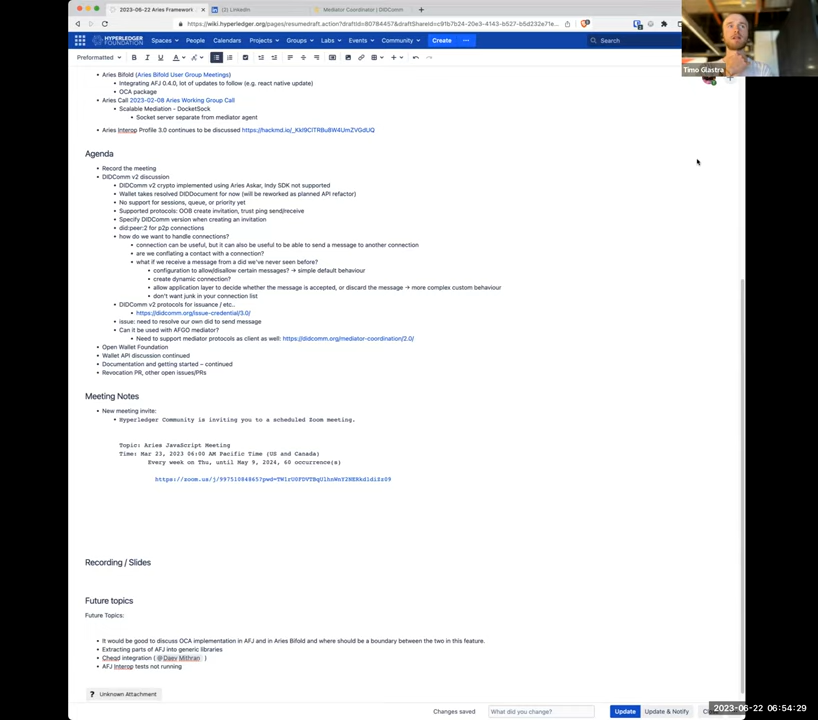 2023-06-22 Aries Framework
(2) LinkedIn
Mediator Coordinator | DIDComm
https://wiki.hyperledger.org/pages/resumedraft.action?draftId=80784457&draftShareId=c91b7b24-20e3-4143-b527-b5d232e71e...
HYPERLEDGER FOUNDATION
Spaces People Calendars Projects Groups Labs Events Community Create ... Search
Preformatted B I U A
Timo Glastra
Aries Bifold (Aries Bifold User Group Meetings)
Integrating AFJ 0.4.0, lot of updates to follow (e.g. react native update)
OCA package
Aries Call 2023-02-08 Aries Working Group Call
Scalable Mediation - DocketSock
Socket server separate from mediator agent
Aries Interop Profile 3.0 continues to be discussed https://hackmd.io/_Kkl9ClTRBu8W4UmZVGdUQ
Agenda
Record the meeting
DIDComm v2 discussion
DIDComm v2 crypto implemented using Aries Askar, Indy SDK not supported
Wallet takes resolved DIDDocument for now (will be reworked as planned API refactor)
No support for sessions, queue, or priority yet
Supported protocols: OOB create invitation, trust ping send/receive
Specify DIDComm version when creating an invitation
did:peer:2 for p2p connections
how do we want to handle connections?
connection can be useful, but it can also be useful to be able to send a message to another connection
are we conflating a contact with a connection?
what if we receive a message from a did we've never seen before?
configuration to allow/disallow certain messages? → simple default behaviour
create dynamic connection?
allow application layer to decide whether the message is accepted, or discard the message → more complex custom behaviour
don't want junk in your connection list
DIDComm v2 protocols for issuance / etc..
https://didcomm.org/issue-credential/3.0/
issue: need to resolve our own did to send message
Can it be used with AFGO mediator?
Need to support mediator protocols as client as well: https://didcomm.org/mediator-coordination/2.0/
Open Wallet Foundation
Wallet API discussion continued
Documentation and getting started – continued
Revocation PR, other open issues/PRs
Meeting Notes
New meeting invite:
Hyperledger Community is inviting you to a scheduled Zoom meeting.
Topic: Aries JavaScript Meeting
Time: Mar 23, 2023 06:00 AM Pacific Time (US and Canada)
Every week on Thu, until May 9, 2024, 60 occurrence(s)
Recording / Slides
Future topics
Future Topics:
It would be good to discuss OCA implementation in AFJ and in Aries Bifold and where should be a boundary between the two in this feature.
Extracting parts of AFJ into generic libraries
Cheqd integration ( @Daev Mithran )
AFJ Interop tests not running
? Unknown Attachment
Changes saved What did you change? Update Update & Notify
2023-06-22 06:54:29